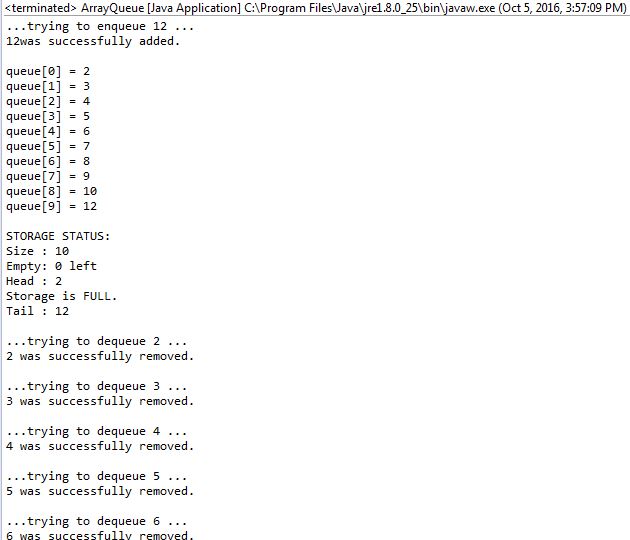 <terminated> ArrayQueue [Java Application] C:\Program Files\Java\jre1.8.0_25\bin\javaw.exe (Oct 5, 2016, 3:57:09 PM)
...trying to enqueue 12 ...
12was successfully added.
queue[0] = 2
queue[1] = 3
queue[2] = 4
queue[3] = 5
queue[4] = 6
queue[5] = 7
queue[6] = 8
queue[7] = 9
queue[8] = 10
queue[9] = 12
STORAGE STATUS:
Size : 10
Empty: 0 left
Head : 2
Storage is FULL.
Tail : 12
...trying to dequeue 2 ...
2 was successfully removed.
...trying to dequeue 3 ...
3 was successfully removed.
...trying to dequeue 4 ...
4 was successfully removed.
...trying to dequeue 5 ...
5 was successfully removed.
...trying to dequeue 6 ...
6 was successfully removed.